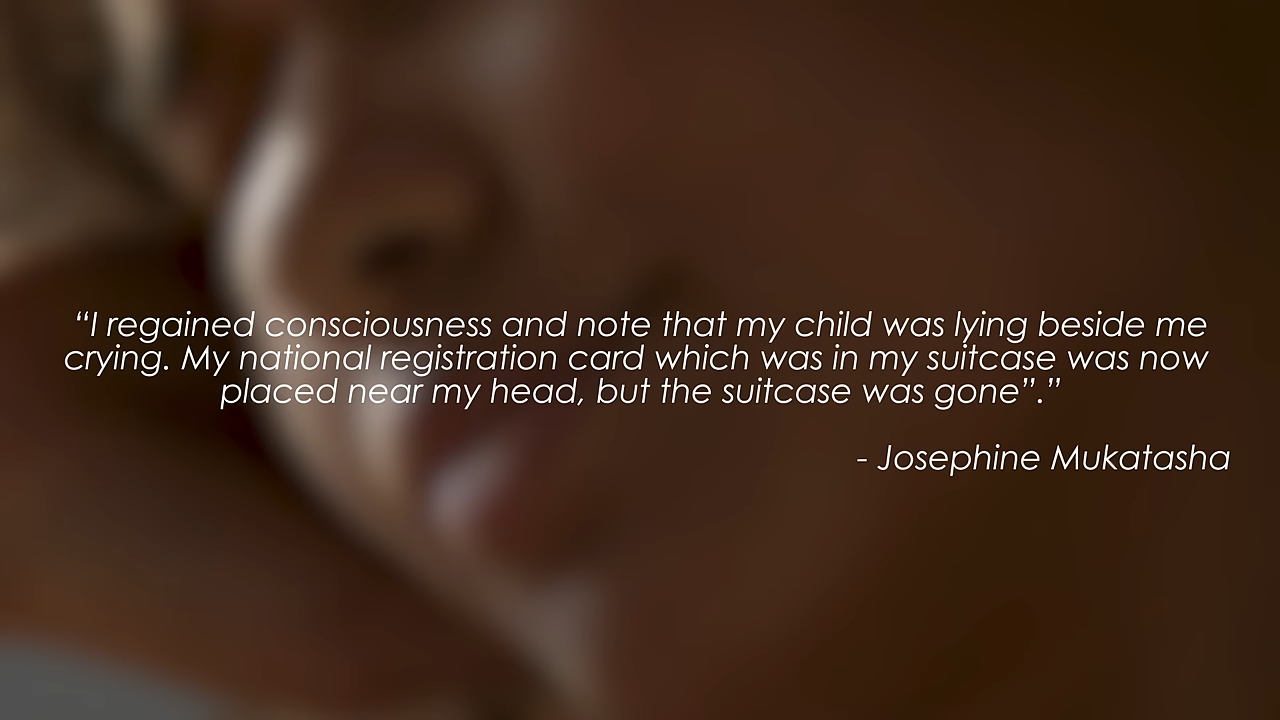 “I regained consciousness and note that my child was lying beside me
crying. My national registration card which was in my suitcase was now
placed near my head, but the suitcase was gone”.”
- Josephine Mukatasha